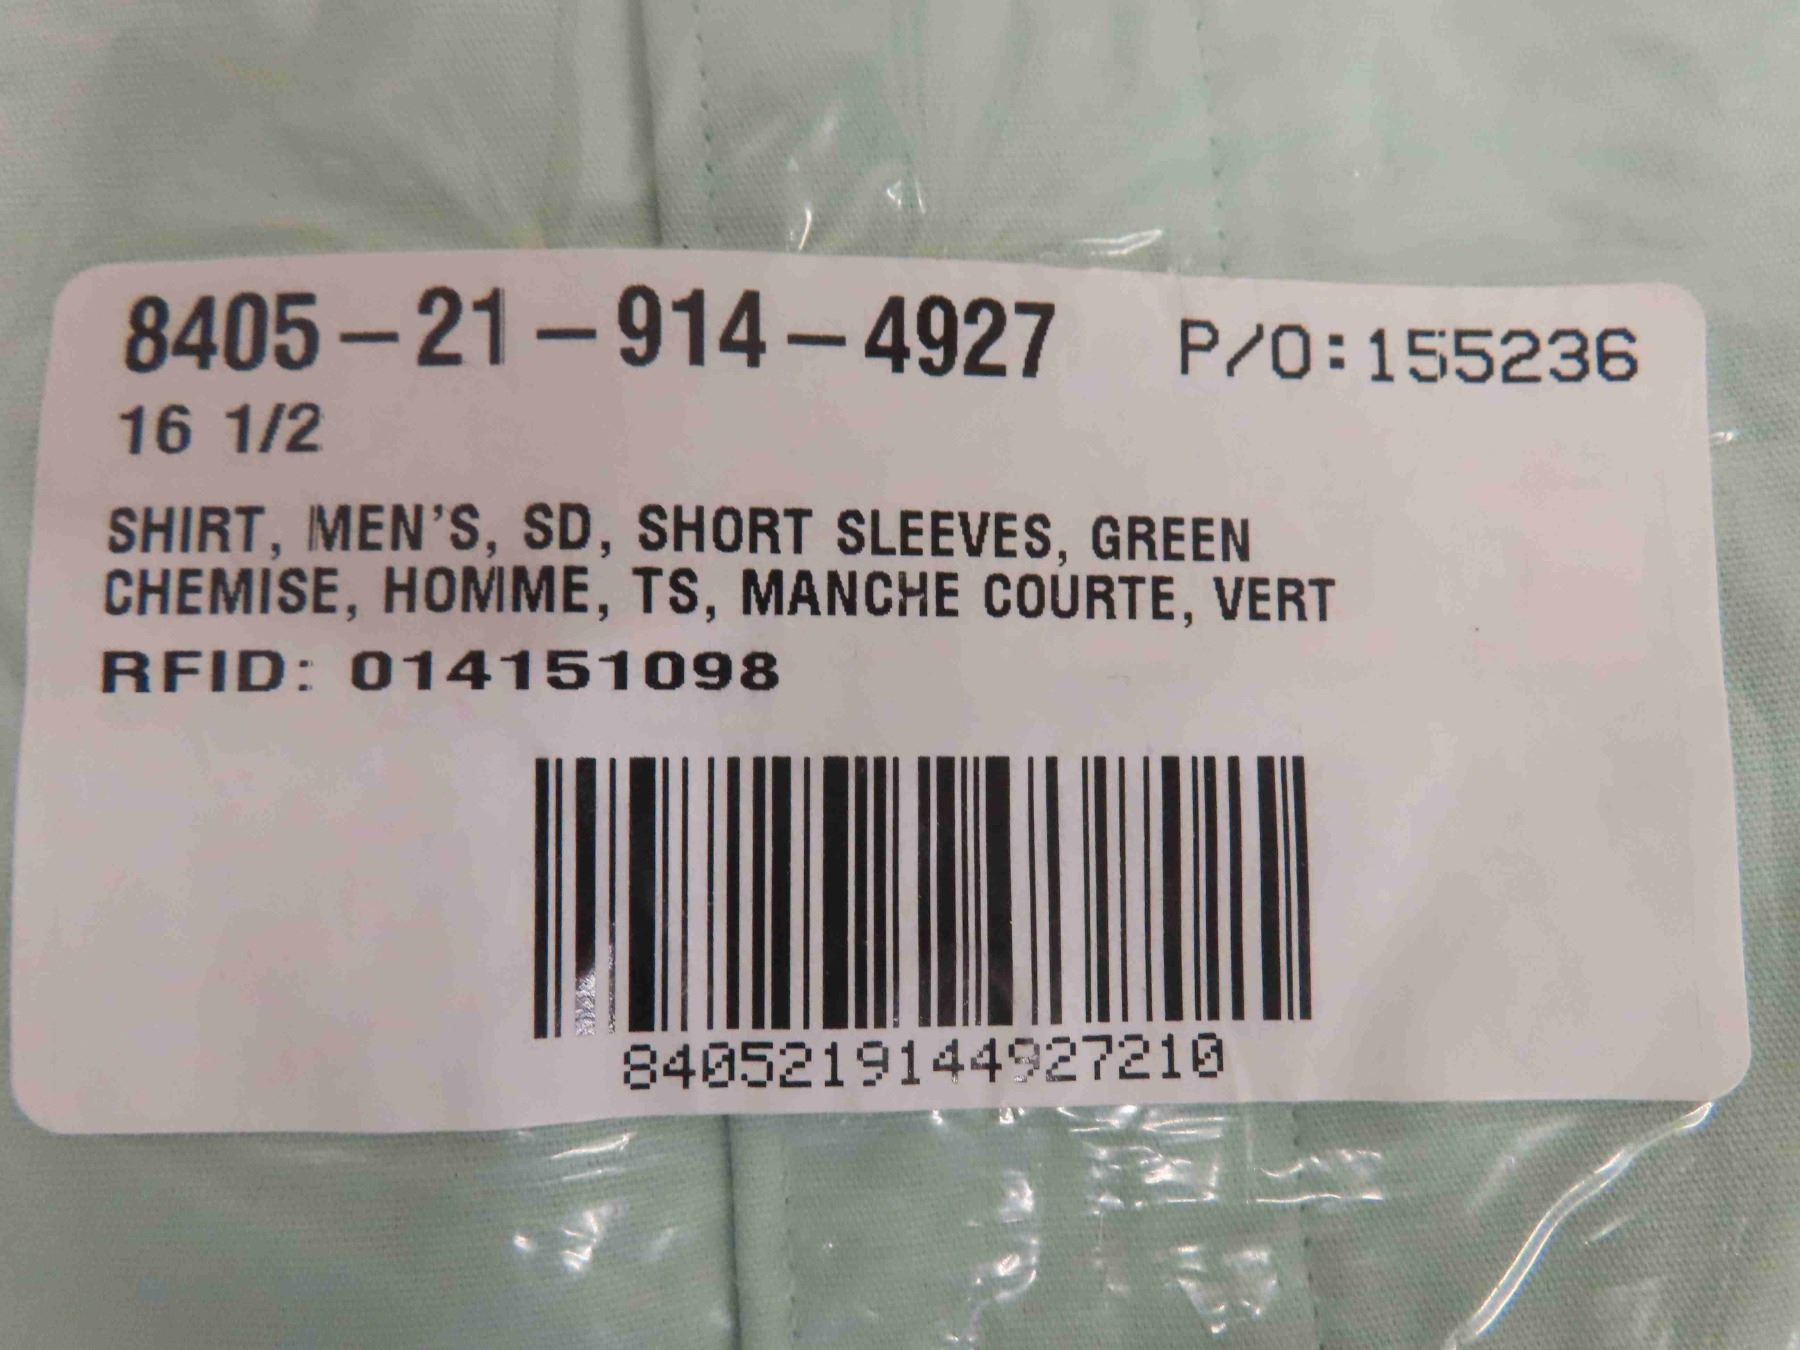 8405-21-914-4927 P/O:155236
16 1/2
SHIRT, MEN'S, SD, SHORT SLEEVES, GREEN
CHEMISE, HOMME, TS, MANCHE COURTE, VERT
RFID: 014151098
8405219144927210